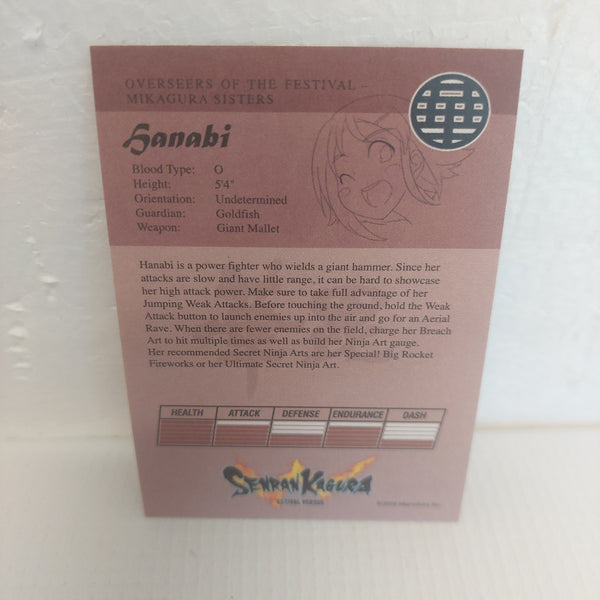 OVERSEERS OF THE FESTIVAL –
MIKAGURA SISTERS
Hanabi
Blood Type: O
Height: 5'4"
Orientation: Undetermined
Guardian: Goldfish
Weapon: Giant Mallet
Hanabi is a power fighter who wields a giant hammer. Since her
attacks are slow and have little range, it can be hard to showcase
her high attack power. Make sure to take full advantage of her
Jumping Weak Attacks. Before touching the ground, hold the Weak
Attack button to launch enemies up into the air and go for an Aerial
Rave. When there are fewer enemies on the field, charge her Breach
Art to hit multiple times as well as build her Ninja Art gauge.
Her recommended Secret Ninja Arts are her Special! Big Rocket
Fireworks or her Ultimate Secret Ninja Art.
HEALTH ATTACK DEFENSE ENDURANCE DASH
SENRAN KAGURA
ESTIVAL VERSUS